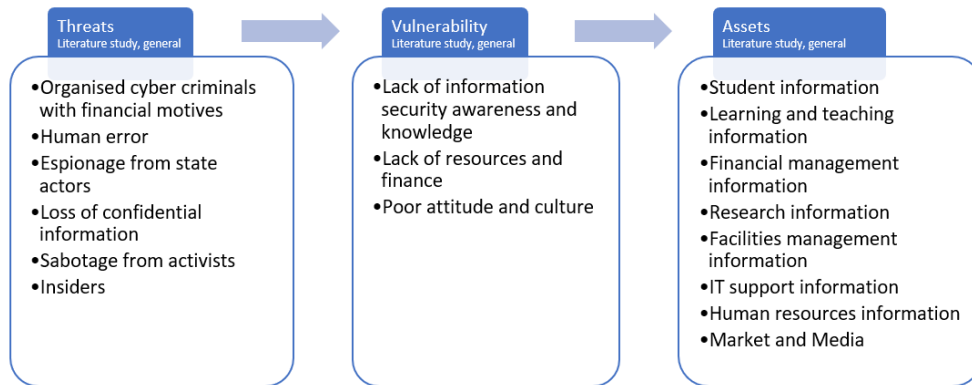 Threats
Literature study, general
•Organised cyber criminals
with financial motives
•Human error
•Espionage from state
actors
•Loss of confidential
information
•Sabotage from activists
•Insiders
Vulnerability
Literature study, general
•Lack of information
security awareness and
knowledge
•Lack of resources and
finance
•Poor attitude and culture
Assets
Literature study, general
•Student information
•Learning and teaching
information
•Financial management
information
•Research information
•Facilities management
information
•IT support information
•Human resources information
•Market and Media